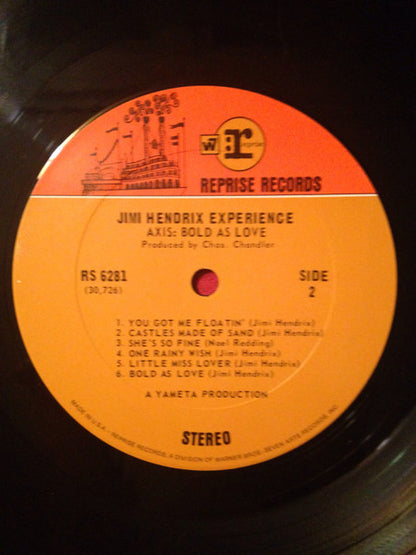 W
r
reprise
REPRISE RECORDS
JIMI HENDRIX EXPERIENCE
AXIS: BOLD AS LOVE
Produced by Chas. Chandler
RS 6281
(30,726)
SIDE
2
1. YOU GOT ME FLOATIN' (Jimi Hendrix)
2. CASTLES MADE OF SAND (Jimi Hendrix)
3. SHE'S SO FINE (Noel Redding)
4. ONE RAINY WISH (Jimi Hendrix)
5. LITTLE MISS LOVER (Jimi Hendrix)
6. BOLD AS LOVE (Jimi Hendrix)
A YAMETA PRODUCTION
STEREO
MADE IN U.S.A. • REPRISE RECORDS, A DIVISION OF WARNER BROS.-SEVEN ARTS RECORDS, INC.